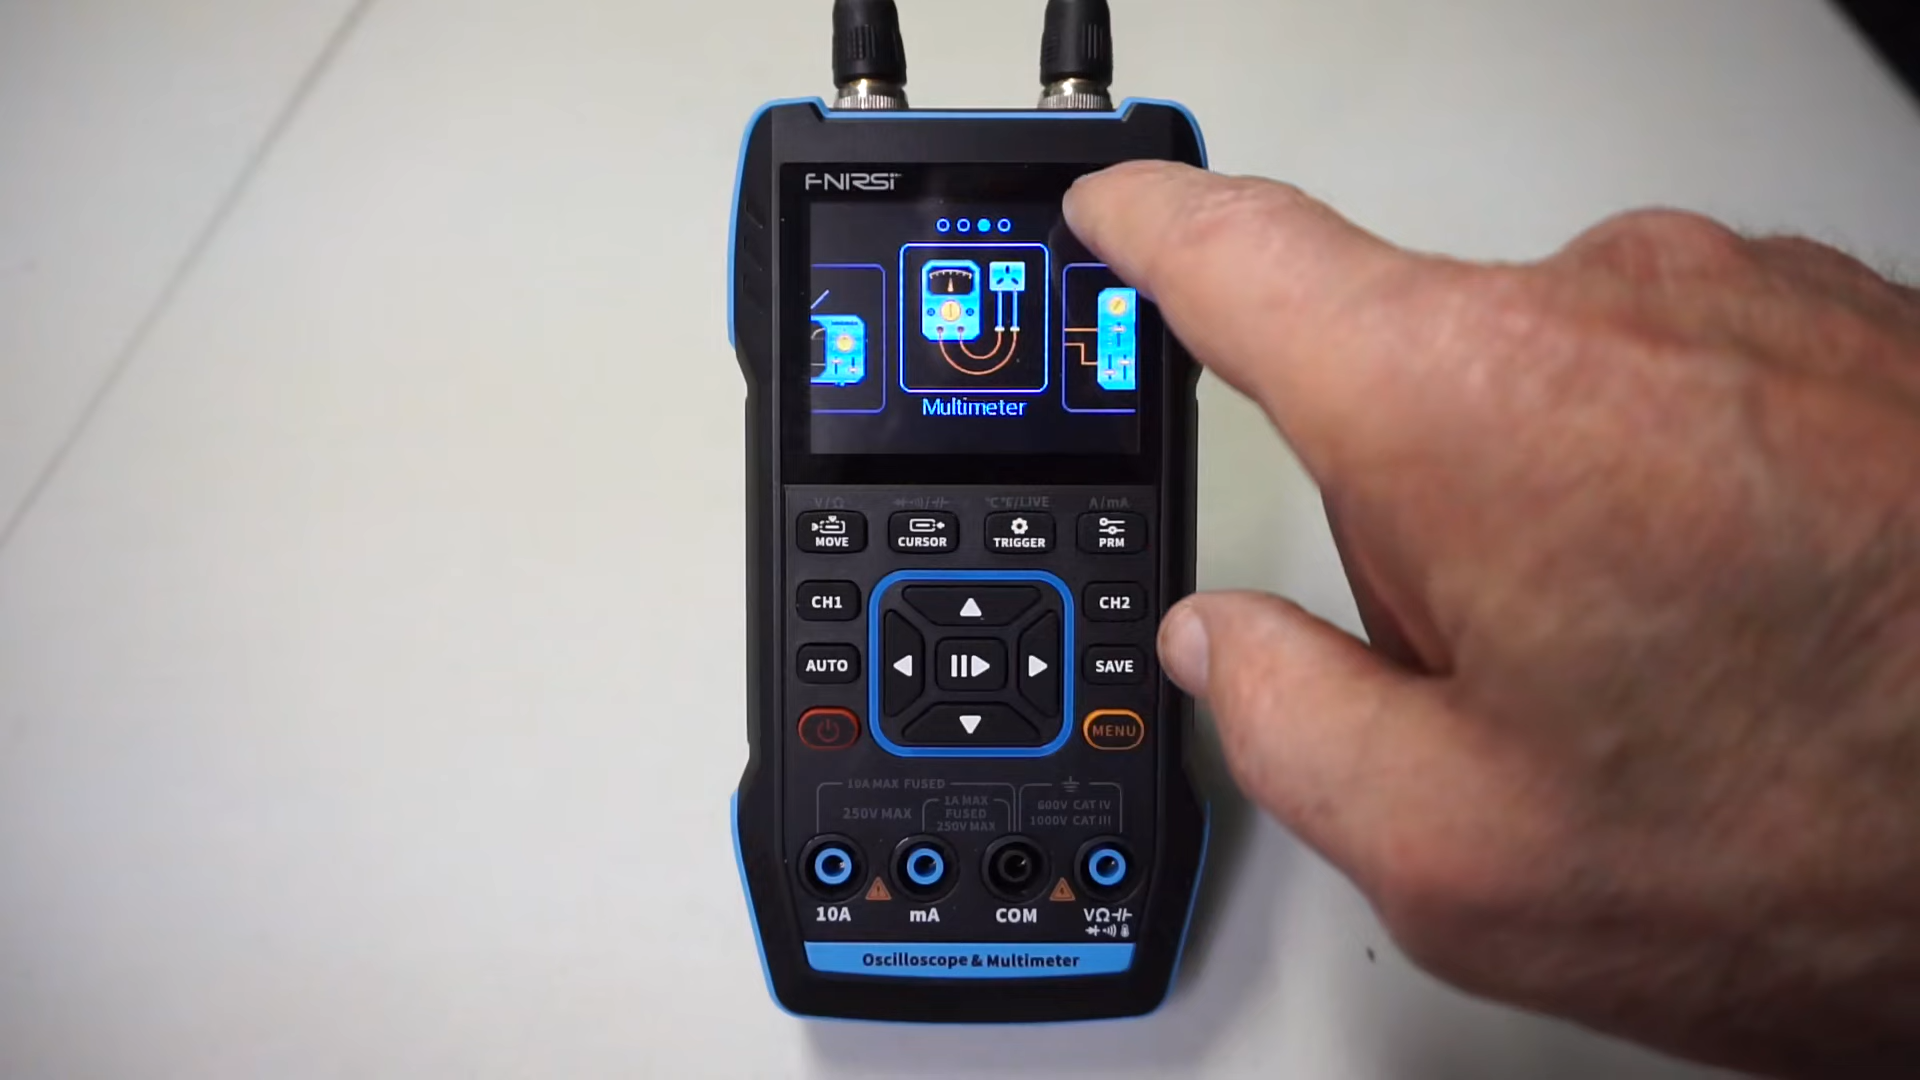 FNIRSI
Multimeter
V/Ω
°C°F/LIVE
A/mA
MOVE
CURSOR
TRIGGER
PRM
CH1
CH2
AUTO
SAVE
MENU
10A MAX FUSED
250V MAX
1A MAX
FUSED
250V MAX
600V CAT IV
1000V CAT III
10A
mA
COM
VΩ
Oscilloscope & Multimeter